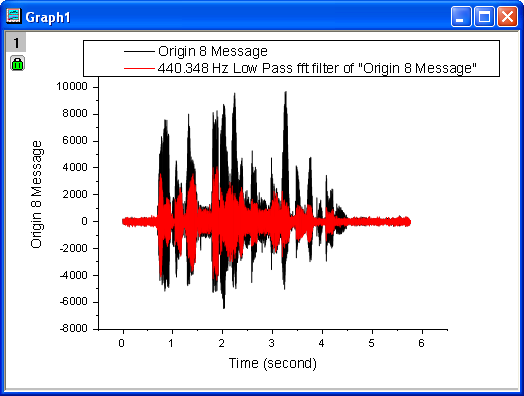 Graph1
1
Origin 8 Message
440.348 Hz Low Pass fft filter of "Origin 8 Message"
10000
8000
6000
4000
2000
0
-2000
-4000
-6000
-8000
Origin 8 Message
0 1 2 3 4 5 6
Time (second)